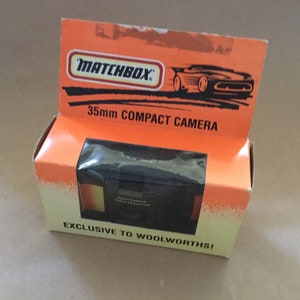 MATCHBOX
35mm COMPACT CAMERA
EXCLUSIVE TO WOOLWORTHS!